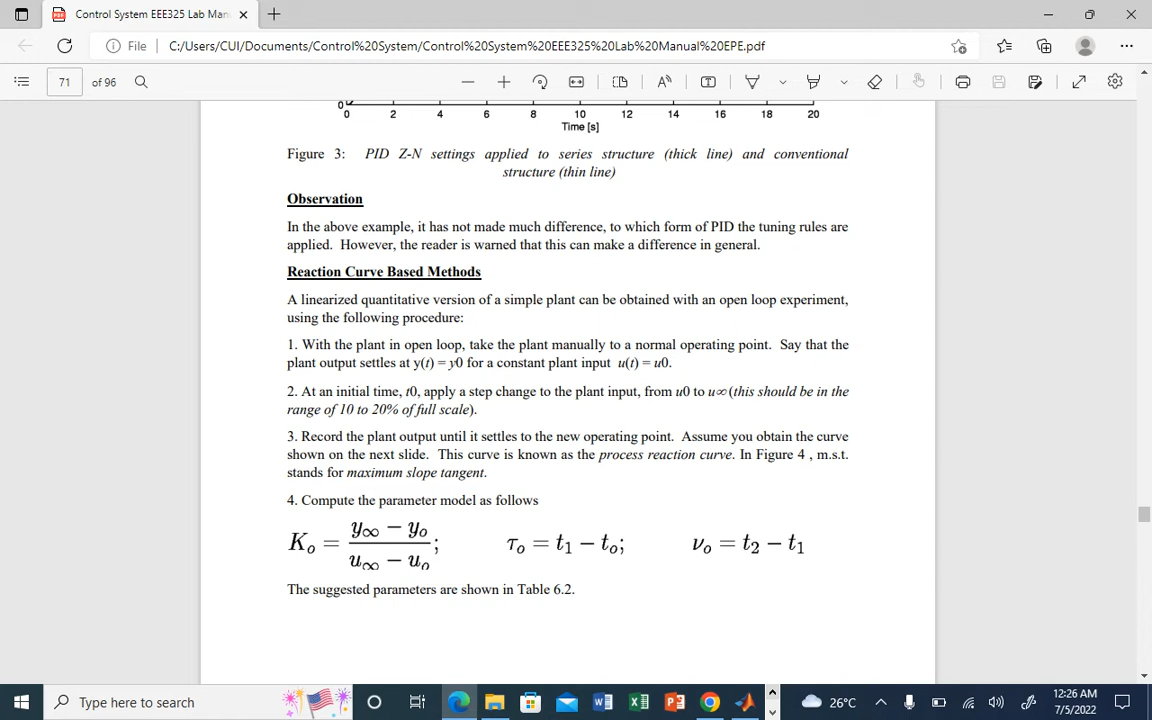 Control System EEE325 Lab Man
File
C:/Users/CUI/Documents/Control%20System/Control%20System%20EEE325%20Lab%20Manual%20EPE.pdf
71 of 96
0
0 2 4 6 8 10 12 14 16 18 20
Time [s]
Figure 3: PID Z-N settings applied to series structure (thick line) and conventional
structure (thin line)
Observation
In the above example, it has not made much difference, to which form of PID the tuning rules are
applied. However, the reader is warned that this can make a difference in general.
Reaction Curve Based Methods
A linearized quantitative version of a simple plant can be obtained with an open loop experiment,
using the following procedure:
1. With the plant in open loop, take the plant manually to a normal operating point. Say that the
plant output settles at y(t) = y0 for a constant plant input u(t) = u0.
2. At an initial time, t0, apply a step change to the plant input, from u0 to u∞ (this should be in the
range of 10 to 20% of full scale).
3. Record the plant output until it settles to the new operating point. Assume you obtain the curve
shown on the next slide. This curve is known as the process reaction curve. In Figure 4 , m.s.t.
stands for maximum slope tangent.
4. Compute the parameter model as follows
Kₒ = (y∞ − yₒ) / (u∞ − uₒ); τₒ = t₁ − tₒ; νₒ = t₂ − t₁
The suggested parameters are shown in Table 6.2.
Type here to search
26°C
12:26 AM
7/5/2022